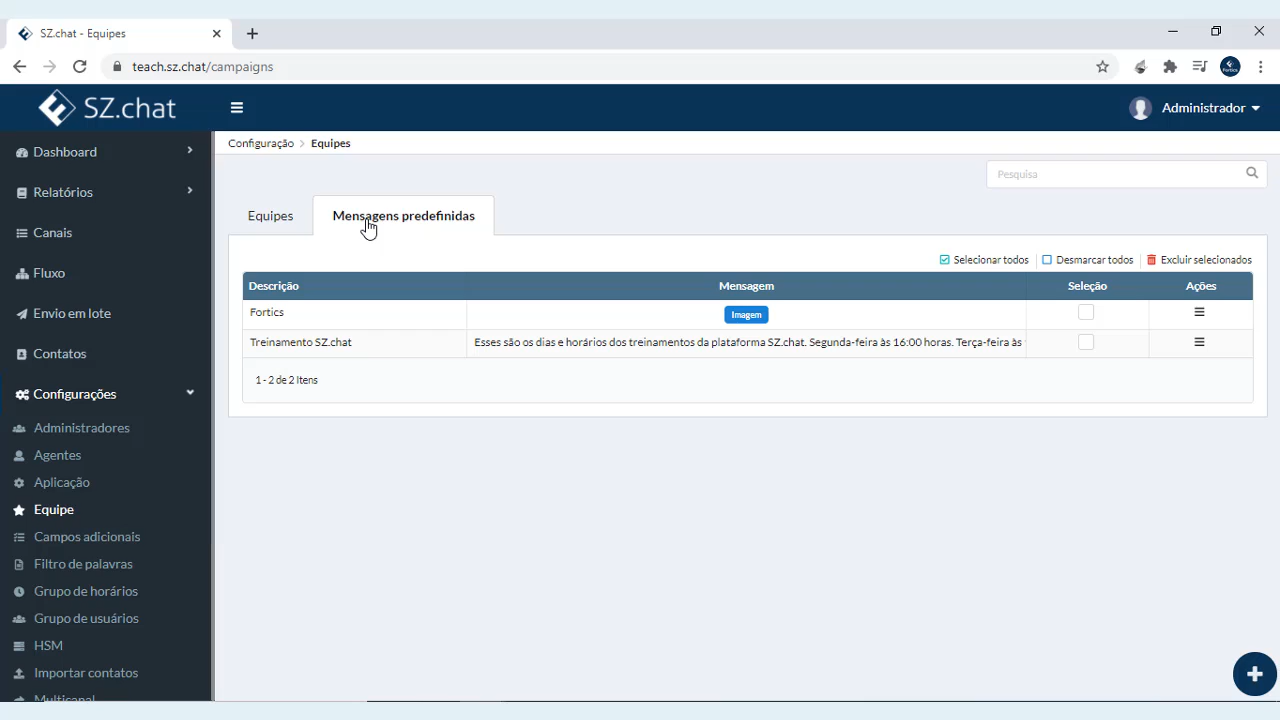 SZ.chat - Equipes
teach.sz.chat/campaigns
SZ.chat
Administrador
Dashboard
Relatórios
Canais
Fluxo
Envio em lote
Contatos
Configurações
Administradores
Agentes
Aplicação
Equipe
Campos adicionais
Filtro de palavras
Grupo de horários
Grupo de usuários
HSM
Importar contatos
Multicanal
Configuração > Equipes
Pesquisa
Equipes Mensagens predefinidas
Selecionar todos Desmarcar todos Excluir selecionados
Descrição Mensagem Seleção Ações
Fortics Imagem
Treinamento SZ.chat Esses são os dias e horários dos treinamentos da plataforma SZ.chat. Segunda-feira às 16:00 horas. Terça-feira às
1 - 2 de 2 Itens